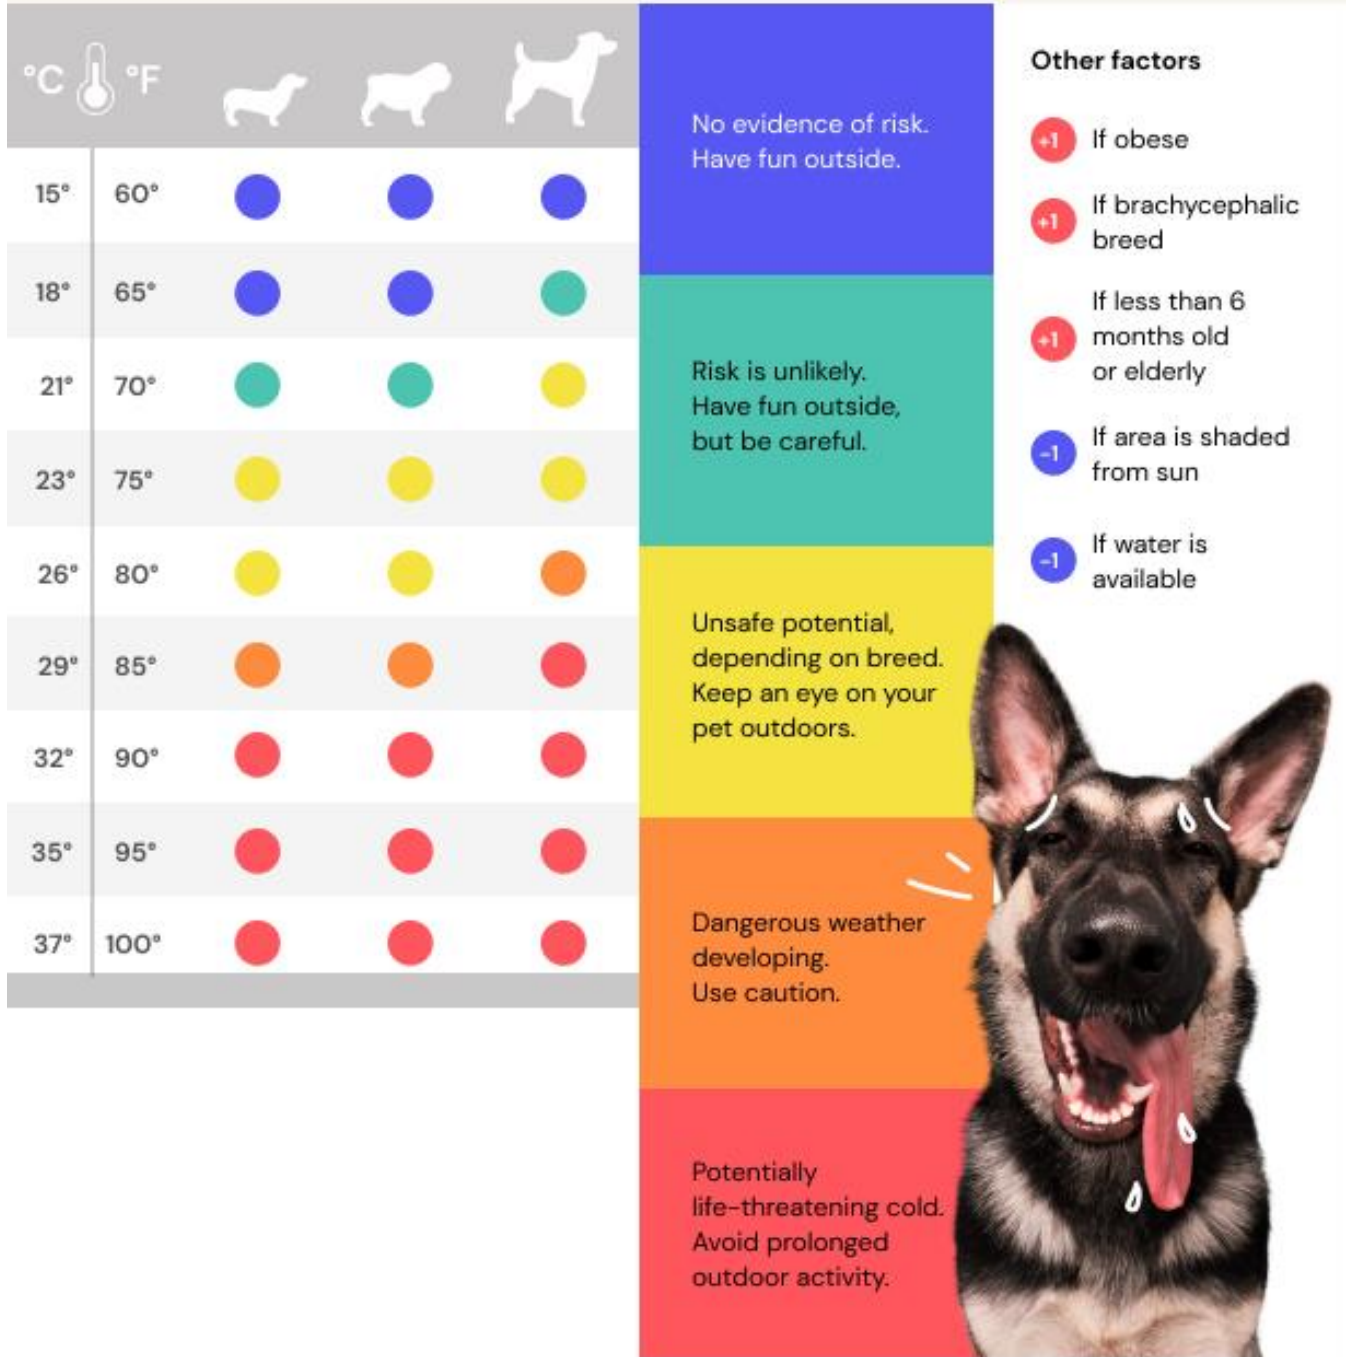 °C °F
15° 60°
18° 65°
21° 70°
23° 75°
26° 80°
29° 85°
32° 90°
35° 95°
37° 100°
No evidence of risk.
Have fun outside.
Risk is unlikely.
Have fun outside,
but be careful.
Unsafe potential,
depending on breed.
Keep an eye on your
pet outdoors.
Dangerous weather
developing.
Use caution.
Potentially
life-threatening cold.
Avoid prolonged
outdoor activity.
Other factors
+1 If obese
+1 If brachycephalic
breed
+1 If less than 6
months old
or elderly
-1 If area is shaded
from sun
-1 If water is
available